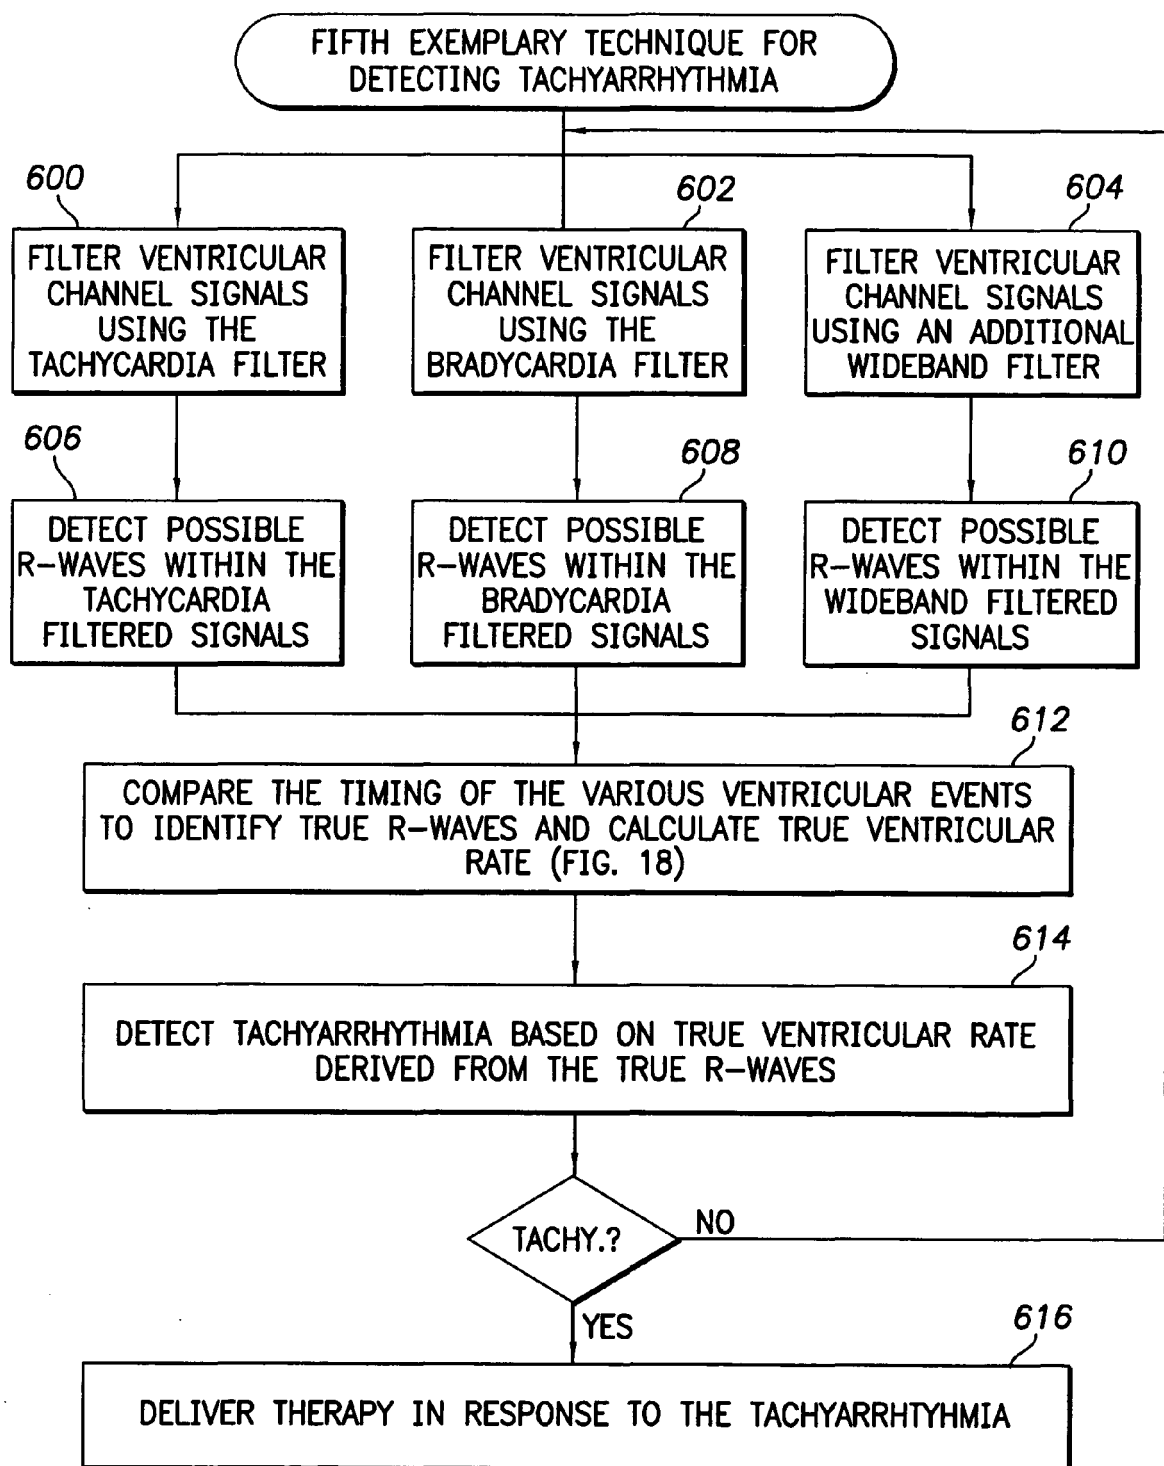 FIFTH EXEMPLARY TECHNIQUE FOR
DETECTING TACHYARRHYTHMIA
600
602
604
FILTER VENTRICULAR
CHANNEL SIGNALS
USING THE
TACHYCARDIA FILTER
FILTER VENTRICULAR
CHANNEL SIGNALS
USING THE
BRADYCARDIA FILTER
FILTER VENTRICULAR
CHANNEL SIGNALS
USING AN ADDITIONAL
WIDEBAND FILTER
606
608
610
DETECT POSSIBLE
R-WAVES WITHIN THE
TACHYCARDIA
FILTERED SIGNALS
DETECT POSSIBLE
R-WAVES WITHIN THE
BRADYCARDIA
FILTERED SIGNALS
DETECT POSSIBLE
R-WAVES WITHIN THE
WIDEBAND FILTERED
SIGNALS
612
COMPARE THE TIMING OF THE VARIOUS VENTRICULAR EVENTS
TO IDENTIFY TRUE R-WAVES AND CALCULATE TRUE VENTRICULAR
RATE (FIG. 18)
614
DETECT TACHYARRHYTHMIA BASED ON TRUE VENTRICULAR RATE
DERIVED FROM THE TRUE R-WAVES
TACHY.?
NO
YES
616
DELIVER THERAPY IN RESPONSE TO THE TACHYARRHTYHMIA